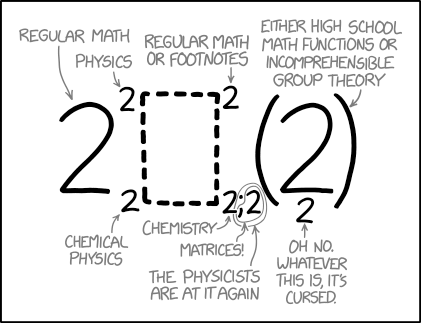 REGULAR MATH
PHYSICS
REGULAR MATH
OR FOOTNOTES
EITHER HIGH SCHOOL
MATH FUNCTIONS OR
INCOMPREHENSIBLE
GROUP THEORY
2 2 2 (2)
2 2;2 2
CHEMICAL
PHYSICS
CHEMISTRY
MATRICES!
THE PHYSICISTS
ARE AT IT AGAIN
OH NO.
WHATEVER
THIS IS, IT'S
CURSED.